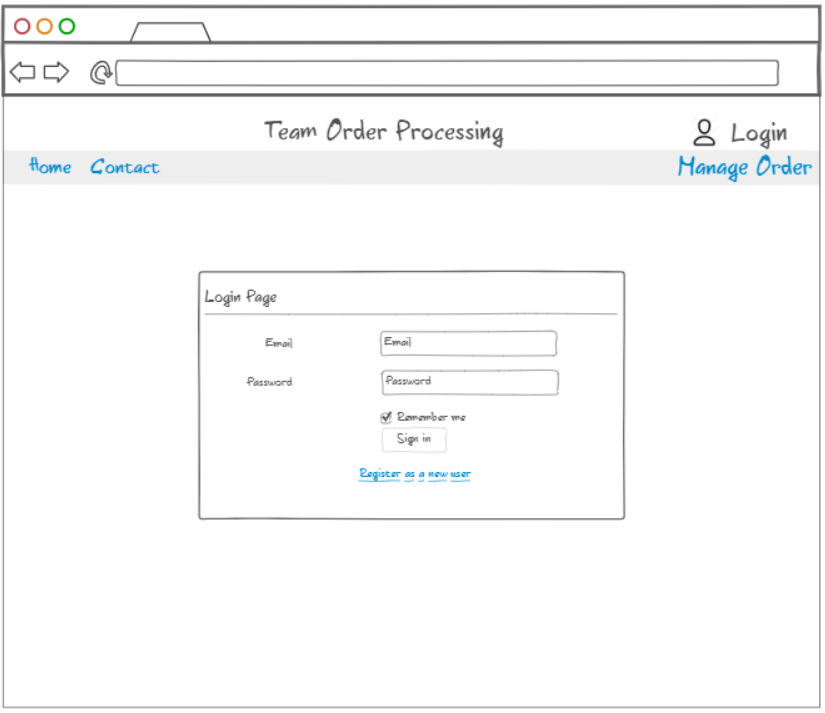 Team Order Processing
Login
Home Contact
Manage Order
Login Page
Email Email
Password Password
Remember me
Sign in
Register as a new user